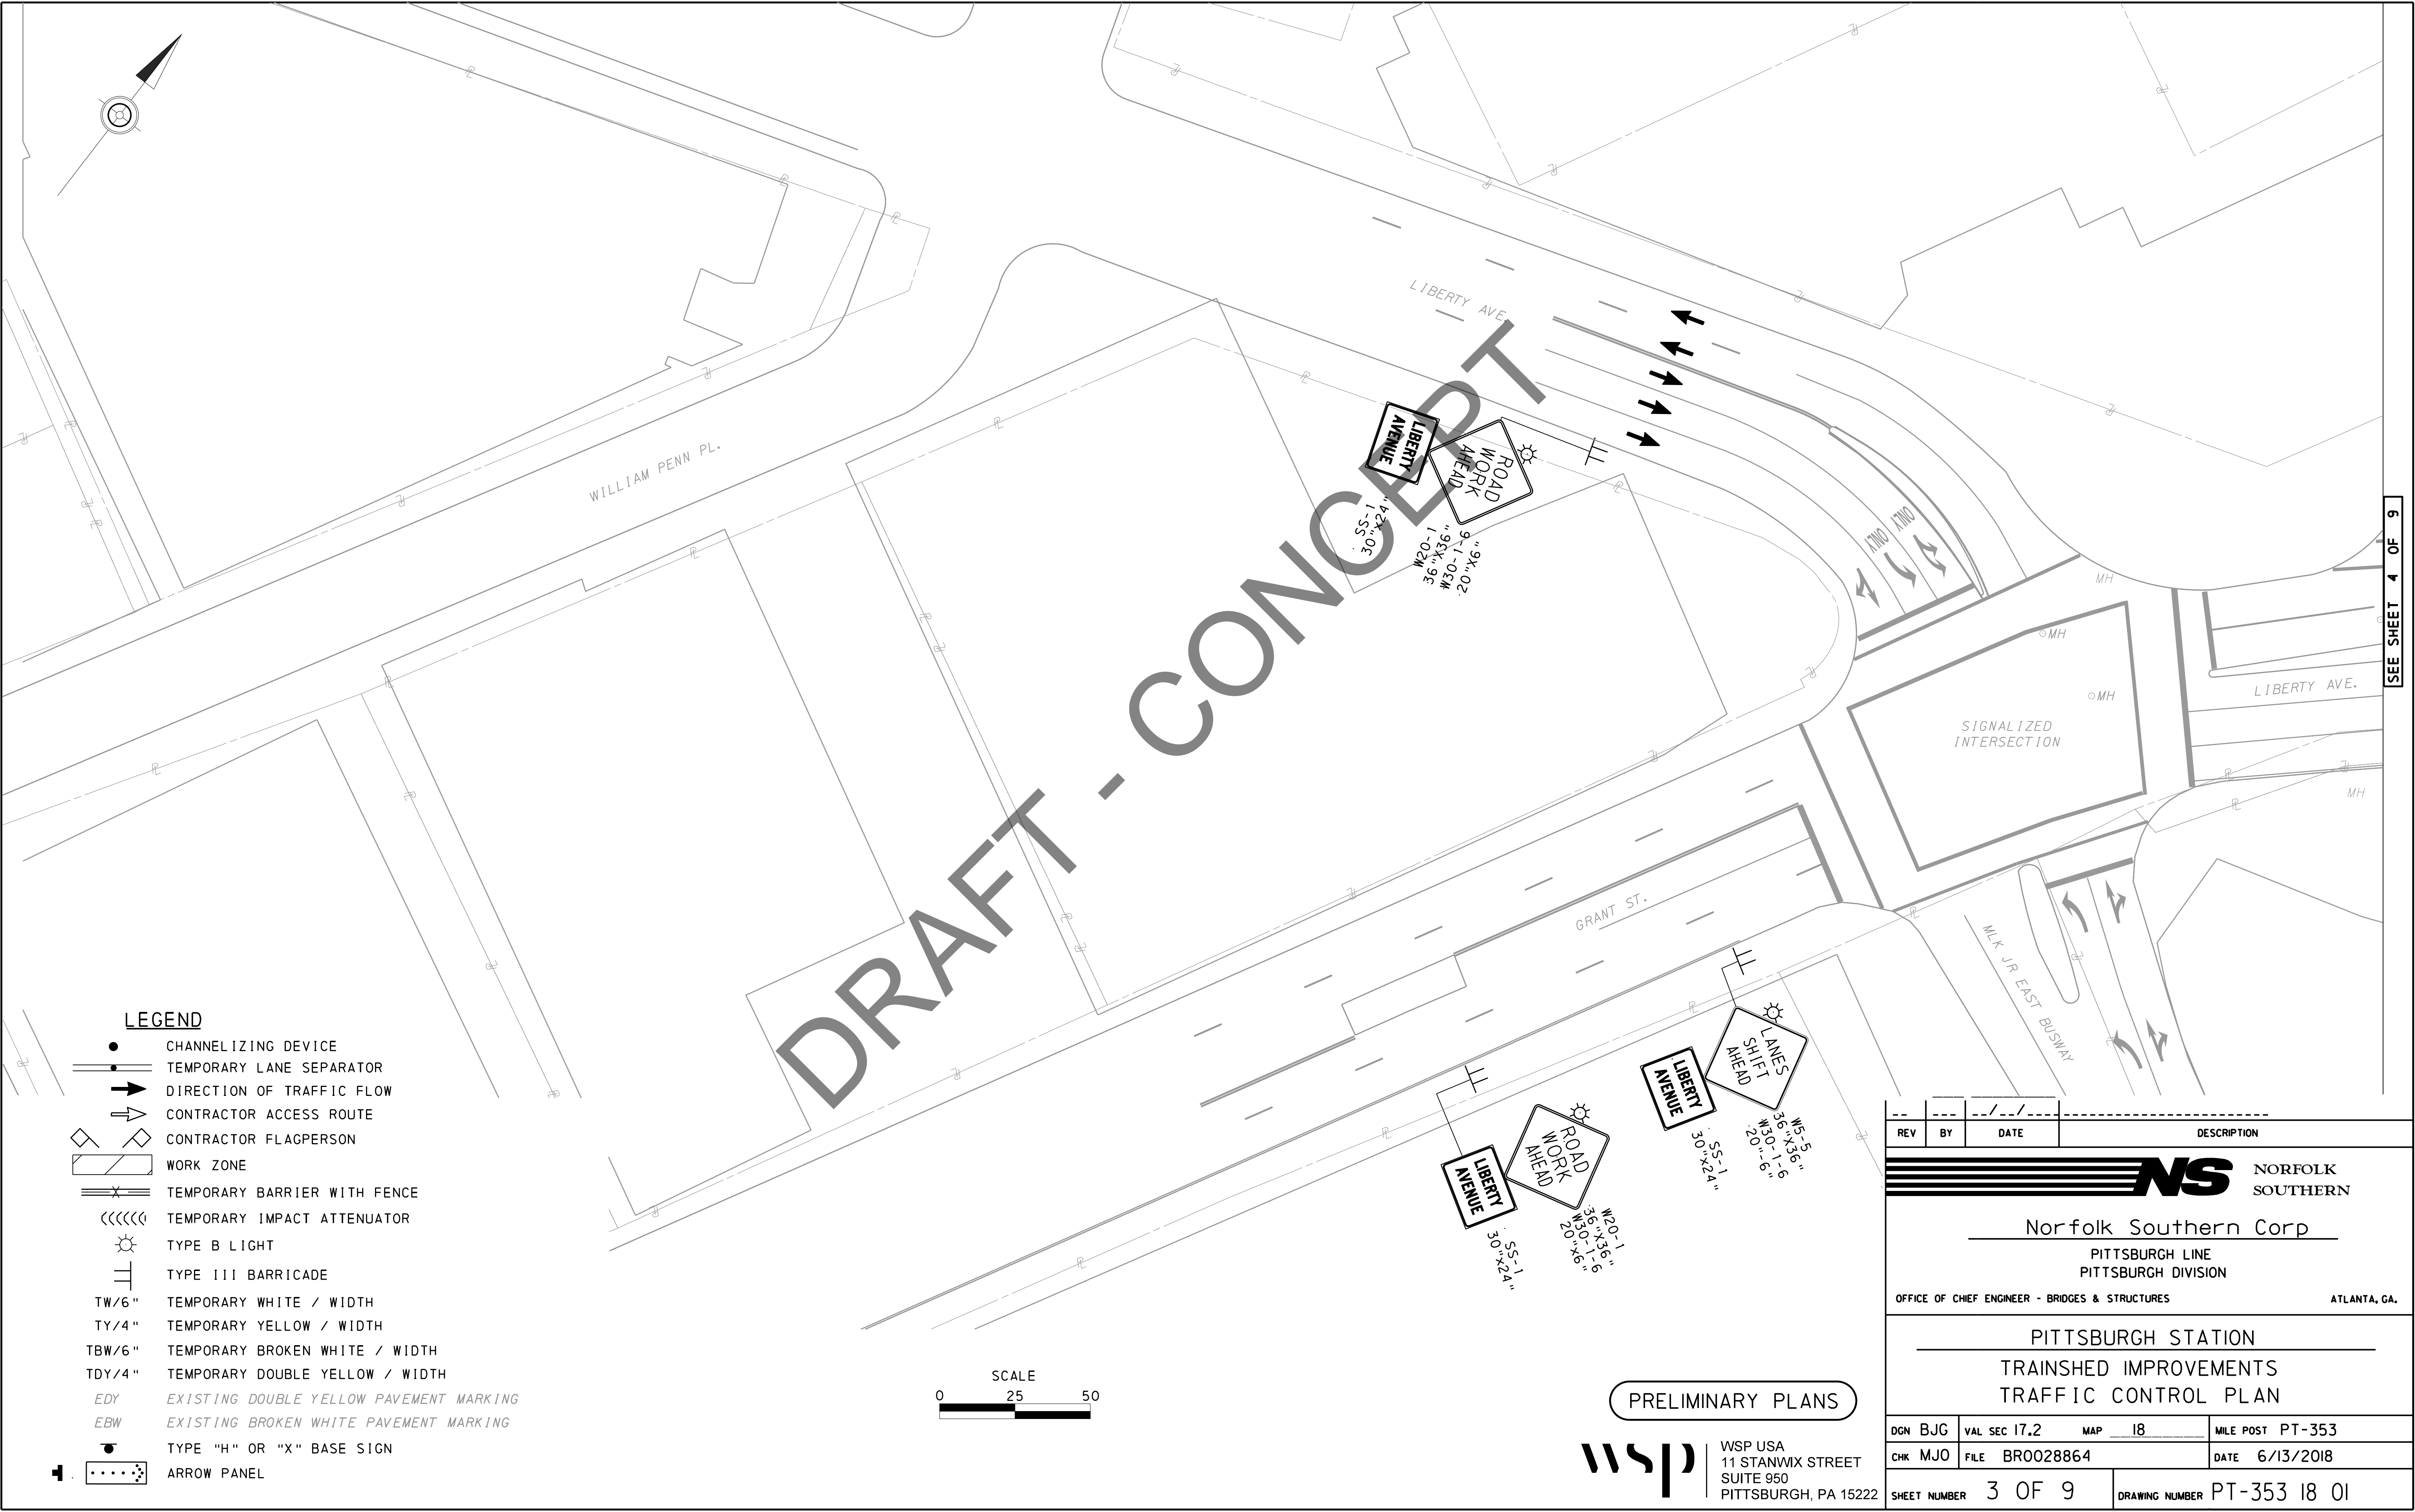 LIBERTY AVE.
WILLIAM PENN PL.
LIBERTY
AVENUE
ROAD
WORK
AHEAD
SS-1
30"x24"
W20-1
36"X36"
W30-1-6
20"X6"
ONLY
ONLY
MH
MH
MH
SIGNALIZED
INTERSECTION
LIBERTY AVE.
MH
SEE SHEET 4 OF 9
DRAFT - CONCEPT
GRANT ST.
MLK JR EAST BUSWAY
LANES
SHIFT
AHEAD
LIBERTY
AVENUE
SS-1
30"x24"
W5-5
36"X36"
W30-1-6
20"-6"
ROAD
WORK
AHEAD
LIBERTY
AVENUE
SS-1
30"x24"
W20-1
36"X36"
W30-1-6
20"x6"
LEGEND
CHANNELIZING DEVICE
TEMPORARY LANE SEPARATOR
DIRECTION OF TRAFFIC FLOW
CONTRACTOR ACCESS ROUTE
CONTRACTOR FLAGPERSON
WORK ZONE
TEMPORARY BARRIER WITH FENCE
TEMPORARY IMPACT ATTENUATOR
TYPE B LIGHT
TYPE III BARRICADE
TW/6" TEMPORARY WHITE / WIDTH
TY/4" TEMPORARY YELLOW / WIDTH
TBW/6" TEMPORARY BROKEN WHITE / WIDTH
TDY/4" TEMPORARY DOUBLE YELLOW / WIDTH
EDY EXISTING DOUBLE YELLOW PAVEMENT MARKING
EBW EXISTING BROKEN WHITE PAVEMENT MARKING
TYPE "H" OR "X" BASE SIGN
ARROW PANEL
SCALE
0 25 50
PRELIMINARY PLANS
wsp
WSP USA
11 STANWIX STREET
SUITE 950
PITTSBURGH, PA 15222
-- --- --/--/-----
REV BY DATE DESCRIPTION
NS
NORFOLK
SOUTHERN
Norfolk Southern Corp
PITTSBURGH LINE
PITTSBURGH DIVISION
OFFICE OF CHIEF ENGINEER - BRIDGES & STRUCTURES ATLANTA, GA.
PITTSBURGH STATION
TRAINSHED IMPROVEMENTS
TRAFFIC CONTROL PLAN
DGN BJG VAL SEC 17.2 MAP 18 MILE POST PT-353
CHK MJO FILE BR0028864 DATE 6/13/2018
SHEET NUMBER 3 OF 9 DRAWING NUMBER PT-353 18 01